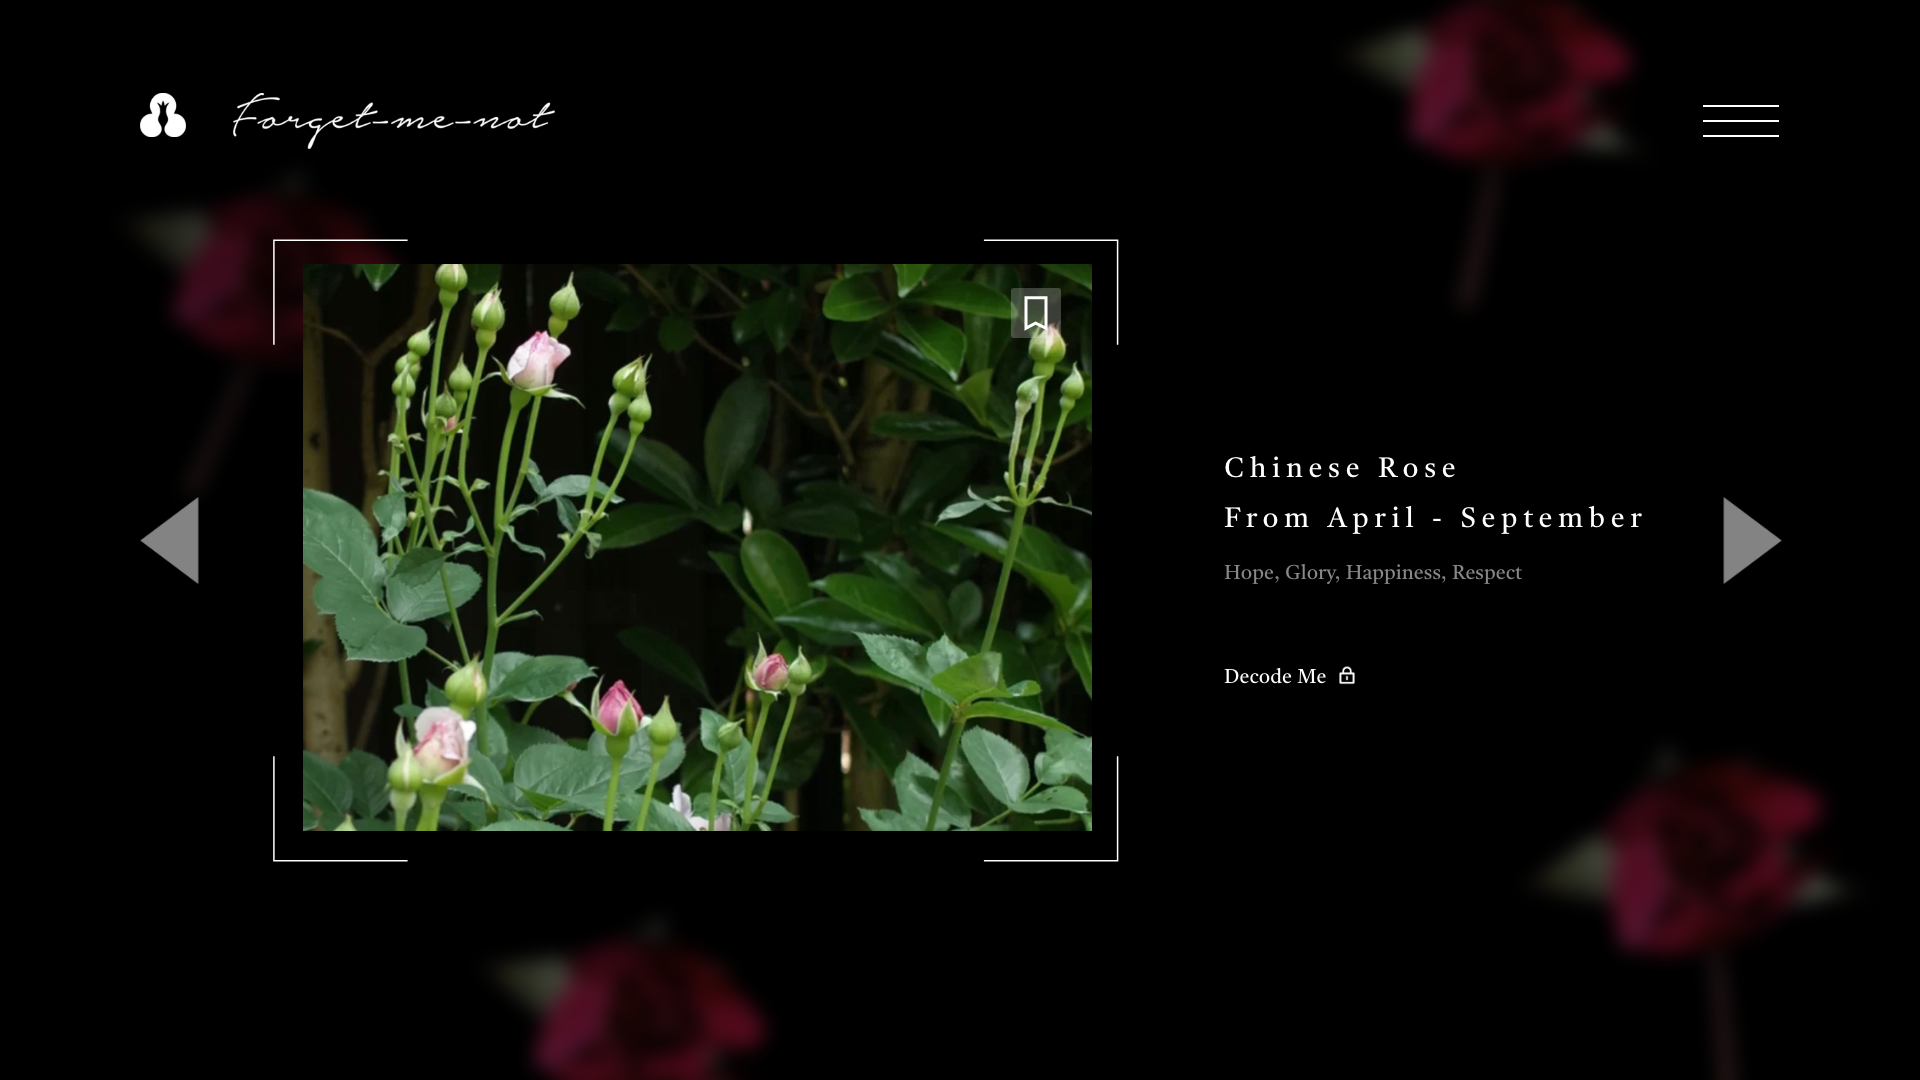 Forget-me-not
Chinese Rose
From April - September
Hope, Glory, Happiness, Respect
Decode Me